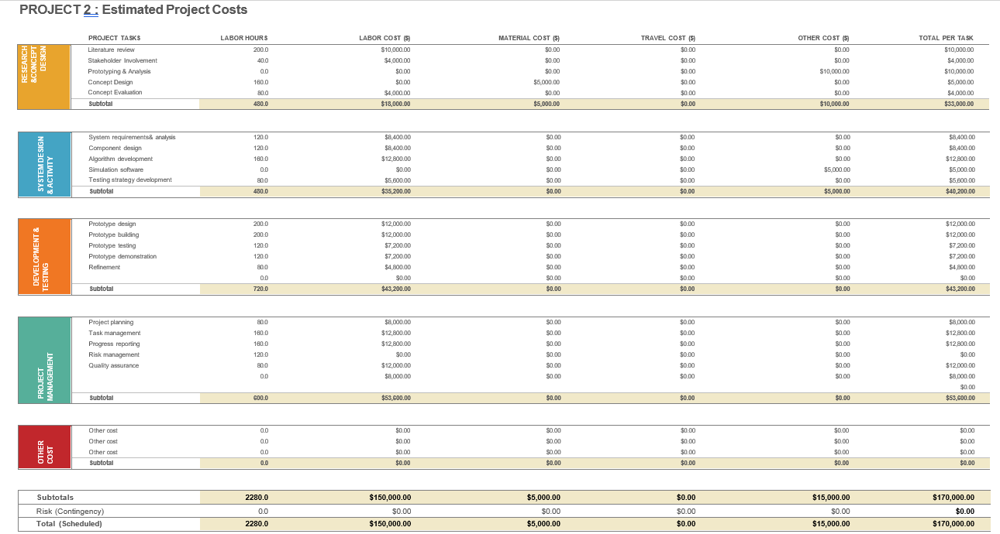 PROJECT 2 : Estimated Project Costs
PROJECT TASKS LABOR HOURS LABOR COST ($) MATERIAL COST ($) TRAVEL COST ($) OTHER COST ($) TOTAL PER TASK
RESEARCH
&CONCEPT
DESIGN
Literature review 200.0 $10,000.00 $0.00 $0.00 $0.00 $10,000.00
Stakeholder Involvement 40.0 $4,000.00 $0.00 $0.00 $0.00 $4,000.00
Prototyping & Analysis 0.0 $0.00 $0.00 $0.00 $10,000.00 $10,000.00
Concept Design 160.0 $0.00 $5,000.00 $0.00 $0.00 $5,000.00
Concept Evaluation 80.0 $4,000.00 $0.00 $0.00 $0.00 $4,000.00
Subtotal 480.0 $18,000.00 $5,000.00 $0.00 $10,000.00 $33,000.00
SYSTEM DESIGN
& ACTIVITY
System requirements& analysis 120.0 $8,400.00 $0.00 $0.00 $0.00 $8,400.00
Component design 120.0 $8,400.00 $0.00 $0.00 $0.00 $8,400.00
Algorithm development 160.0 $12,800.00 $0.00 $0.00 $0.00 $12,800.00
Simulation software 0.0 $0.00 $0.00 $0.00 $5,000.00 $5,000.00
Testing strategy development 80.0 $5,600.00 $0.00 $0.00 $0.00 $5,600.00
Subtotal 480.0 $35,200.00 $0.00 $0.00 $5,000.00 $40,200.00
DEVELOPMENT &
TESTING
Prototype design 200.0 $12,000.00 $0.00 $0.00 $0.00 $12,000.00
Prototype building 200.0 $12,000.00 $0.00 $0.00 $0.00 $12,000.00
Prototype testing 120.0 $7,200.00 $0.00 $0.00 $0.00 $7,200.00
Prototype demonstration 120.0 $7,200.00 $0.00 $0.00 $0.00 $7,200.00
Refinement 80.0 $4,800.00 $0.00 $0.00 $0.00 $4,800.00
0.0 $0.00 $0.00 $0.00 $0.00 $0.00
Subtotal 720.0 $43,200.00 $0.00 $0.00 $0.00 $43,200.00
PROJECT
MANAGEMENT
Project planning 80.0 $8,000.00 $0.00 $0.00 $0.00 $8,000.00
Task management 160.0 $12,800.00 $0.00 $0.00 $0.00 $12,800.00
Progress reporting 160.0 $12,800.00 $0.00 $0.00 $0.00 $12,800.00
Risk management 120.0 $0.00 $0.00 $0.00 $0.00 $0.00
Quality assurance 80.0 $12,000.00 $0.00 $0.00 $0.00 $12,000.00
0.0 $8,000.00 $0.00 $0.00 $0.00 $8,000.00
$0.00
Subtotal 600.0 $53,600.00 $0.00 $0.00 $0.00 $53,600.00
OTHER
COST
Other cost 0.0 $0.00 $0.00 $0.00 $0.00 $0.00
Other cost 0.0 $0.00 $0.00 $0.00 $0.00 $0.00
Other cost 0.0 $0.00 $0.00 $0.00 $0.00 $0.00
Subtotal 0.0 $0.00 $0.00 $0.00 $0.00 $0.00
Subtotals 2280.0 $150,000.00 $5,000.00 $0.00 $15,000.00 $170,000.00
Risk (Contingency) 0.0 $0.00 $0.00 $0.00 $0.00 $0.00
Total (Scheduled) 2280.0 $150,000.00 $5,000.00 $0.00 $15,000.00 $170,000.00